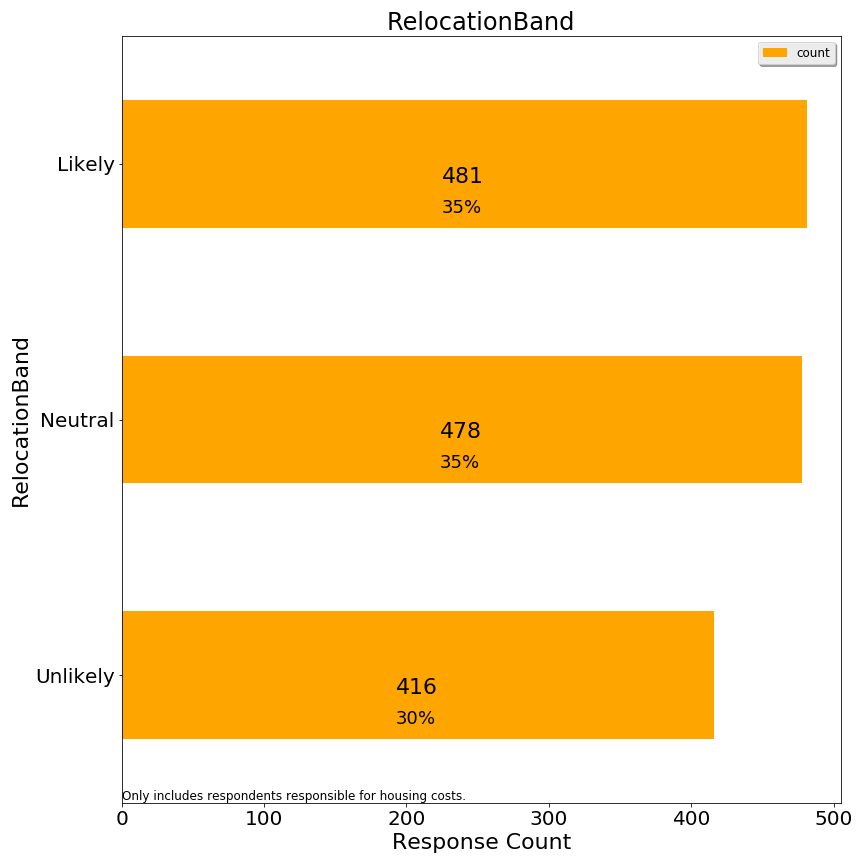 RelocationBand
count
Likely
481
35%
Neutral
478
35%
Unlikely
416
30%
RelocationBand
Only includes respondents responsible for housing costs.
0 100 200 300 400 500
Response Count